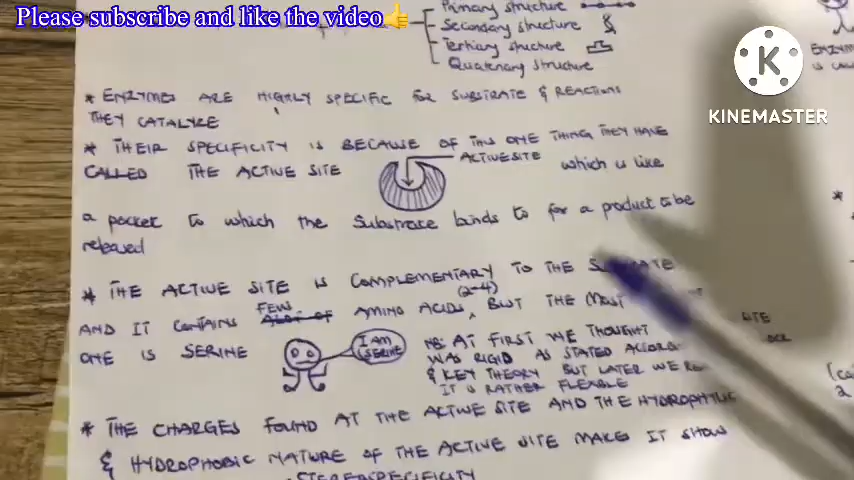 Please subscribe and like the video👍
Primary structure
Secondary structure
Tertiary structure
Quaternary structure
KINEMASTER
* ENZYMES ARE HIGHLY SPECIFIC FOR SUBSTRATE & REACTIONS
THEY CATALYZE
* THEIR SPECIFICITY IS BECAUSE OF THIS ONE THING THEY HAVE
CALLED THE ACTIVE SITE
ACTIVE SITE
which is like
a pocket to which the Substrate binds to for a product to be
released
* THE ACTIVE SITE IS COMPLEMENTARY TO THE
AND IT CONTAINS FEW AMINO ACIDS (2-4), BUT THE MOST
ONE IS SERINE
I AM SERINE
NB: AT FIRST WE THOUGHT
WAS RIGID AS STATED
& KEY THEORY BUT LATER WE
IT IS RATHER FLEXIBLE
SITE
* THE CHARGES FOUND AT THE ACTIVE SITE AND THE HYDROPHILIC
& HYDROPHOBIC NATURE OF THE ACTIVE SITE MAKES IT SHOW
STEREOSPECIFICITY